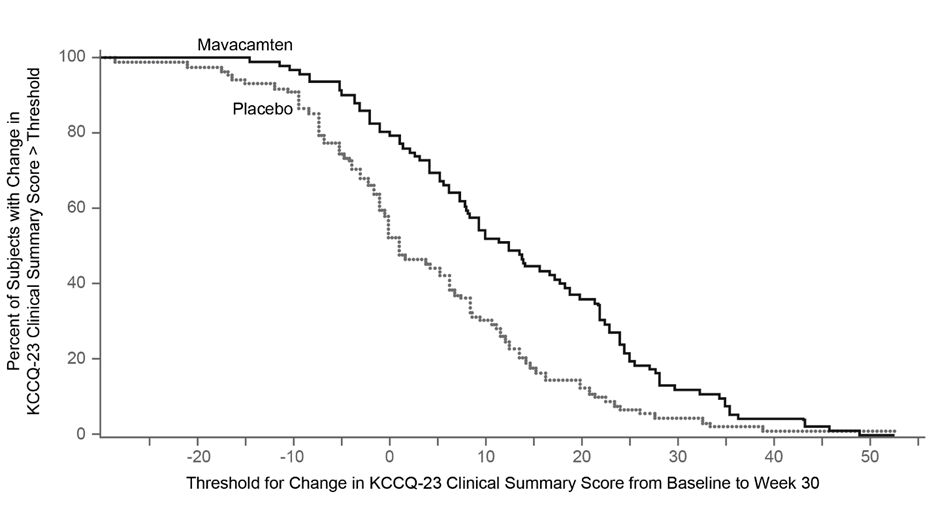 Percent of Subjects with Change in
KCCQ-23 Clinical Summary Score > Threshold
100
80
60
40
20
0
Mavacamten
Placebo
-20
-10
0
10
20
30
40
50
Threshold for Change in KCCQ-23 Clinical Summary Score from Baseline to Week 30